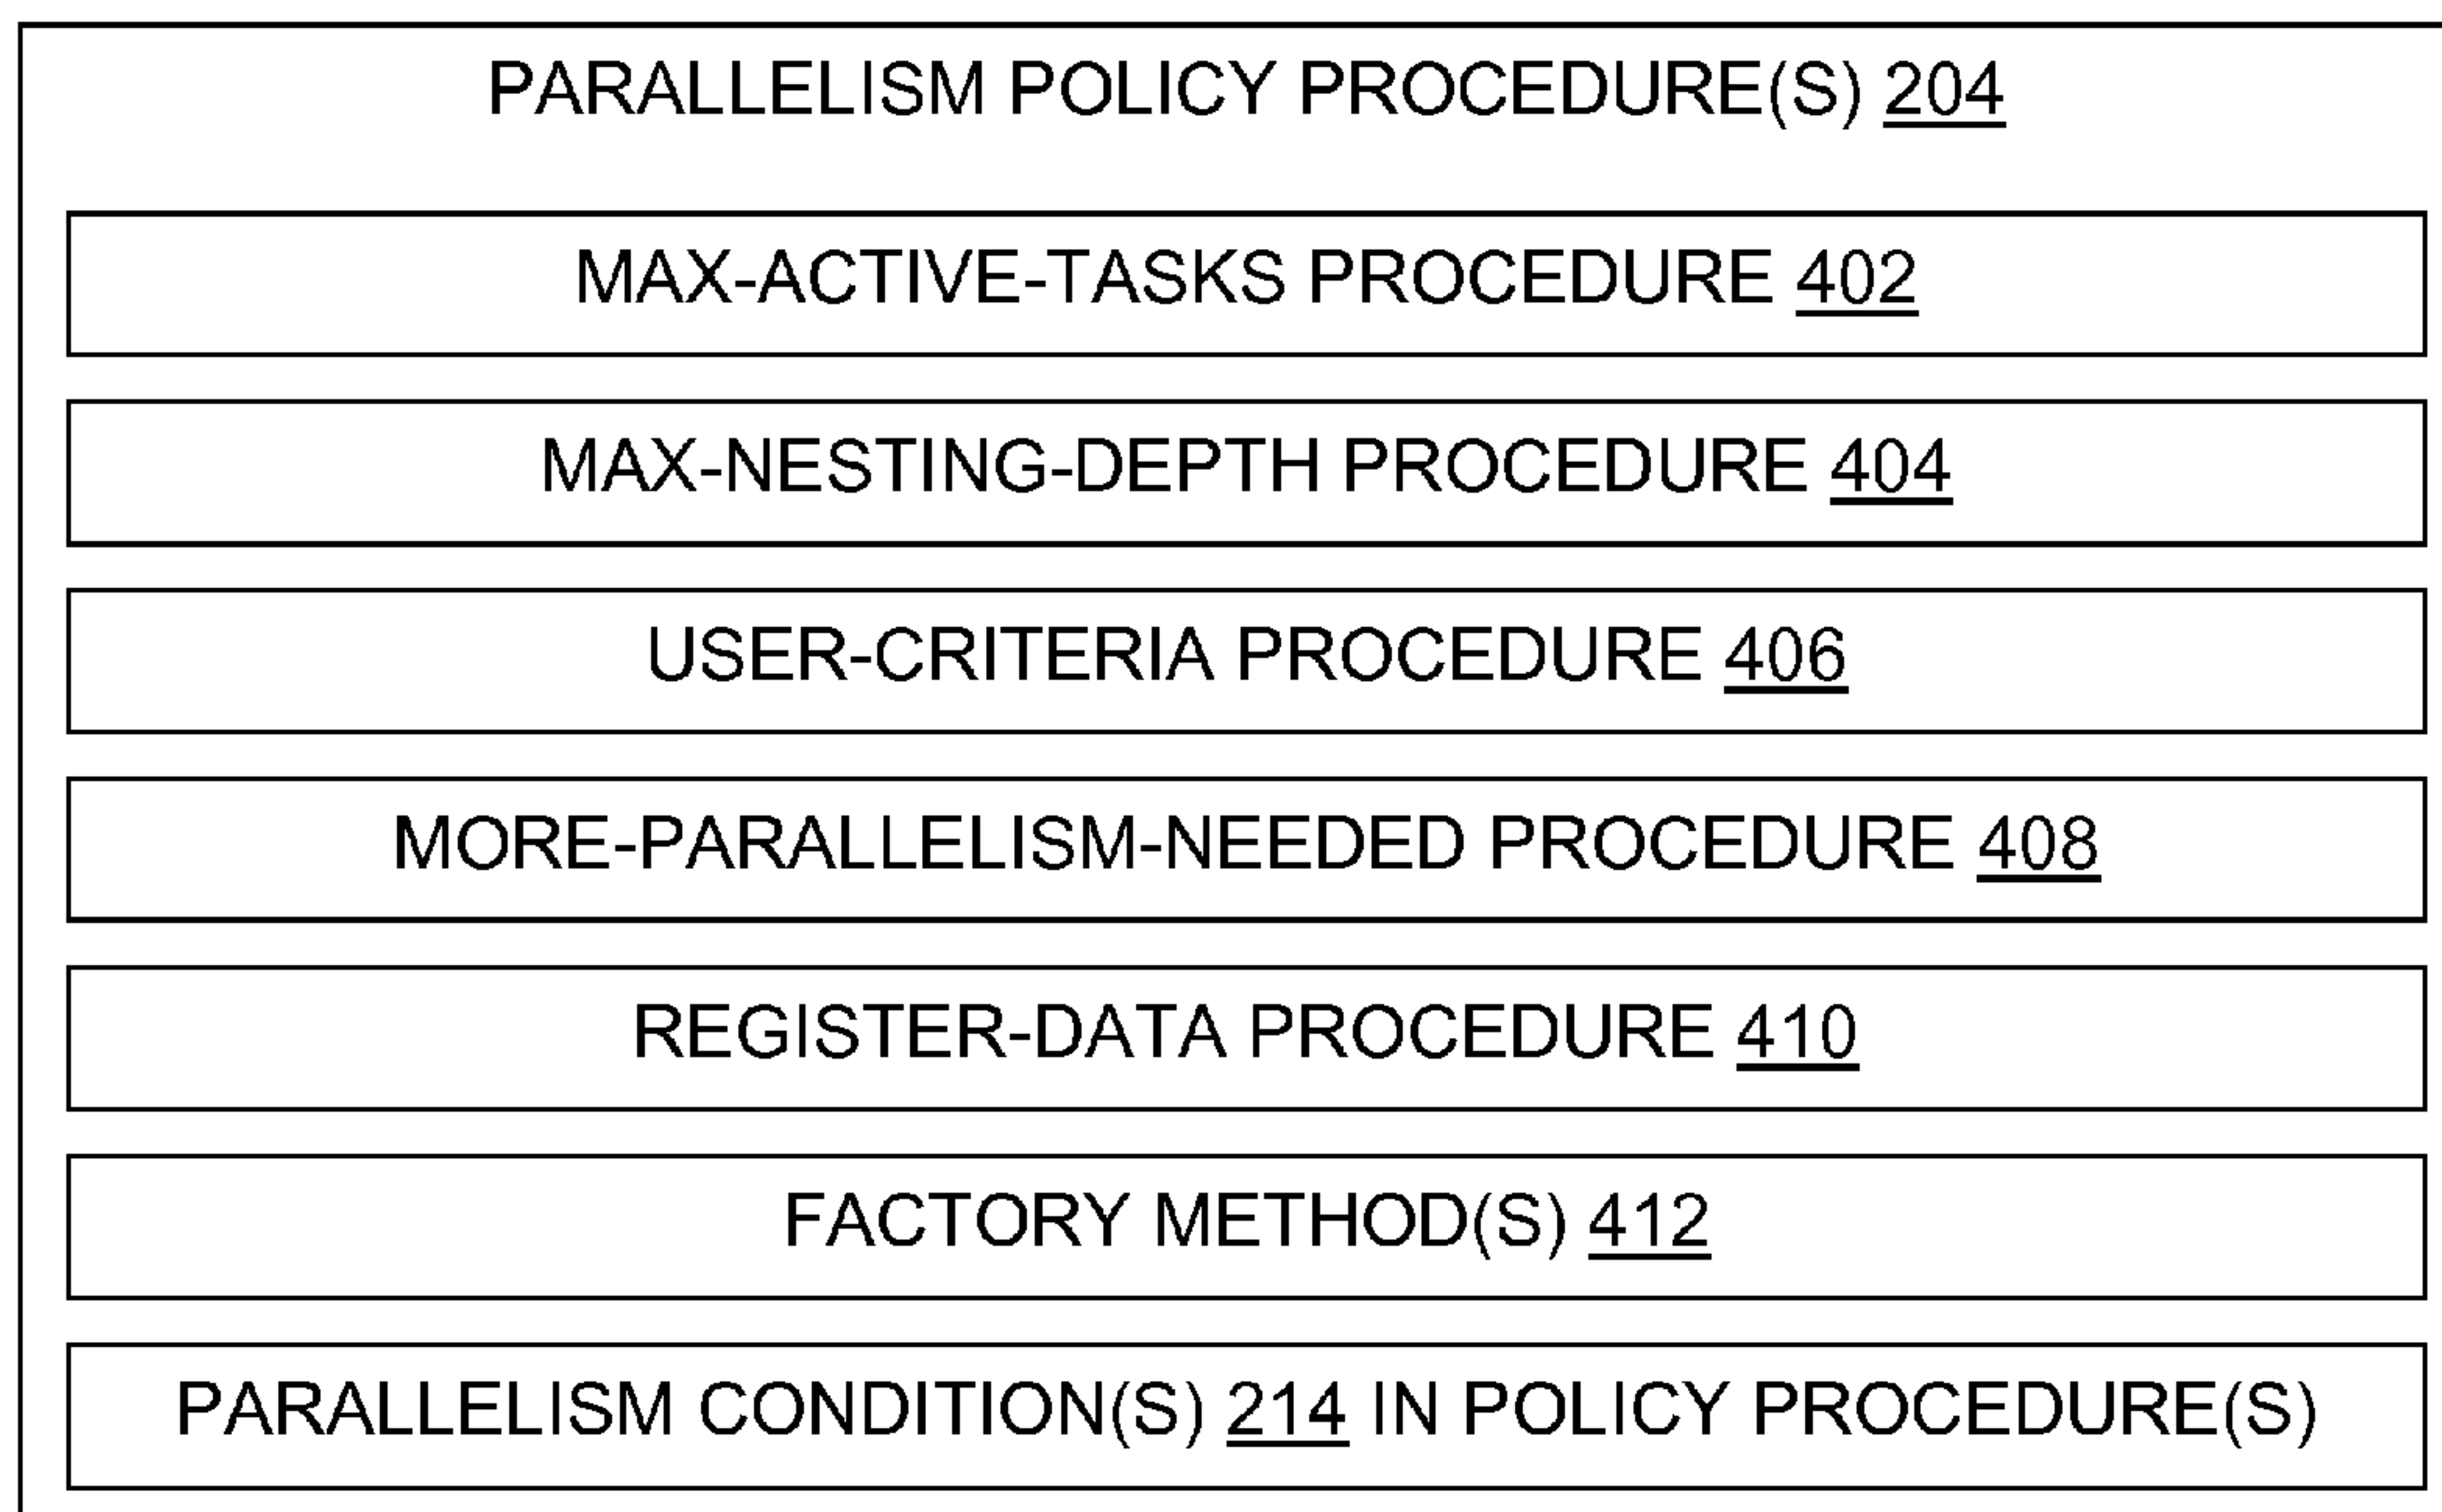 PARALLELISM POLICY PROCEDURE(S) 204
MAX-ACTIVE-TASKS PROCEDURE 402
MAX-NESTING-DEPTH PROCEDURE 404
USER-CRITERIA PROCEDURE 406
MORE-PARALLELISM-NEEDED PROCEDURE 408
REGISTER-DATA PROCEDURE 410
FACTORY METHOD(S) 412
PARALLELISM CONDITION(S) 214 IN POLICY PROCEDURE(S)